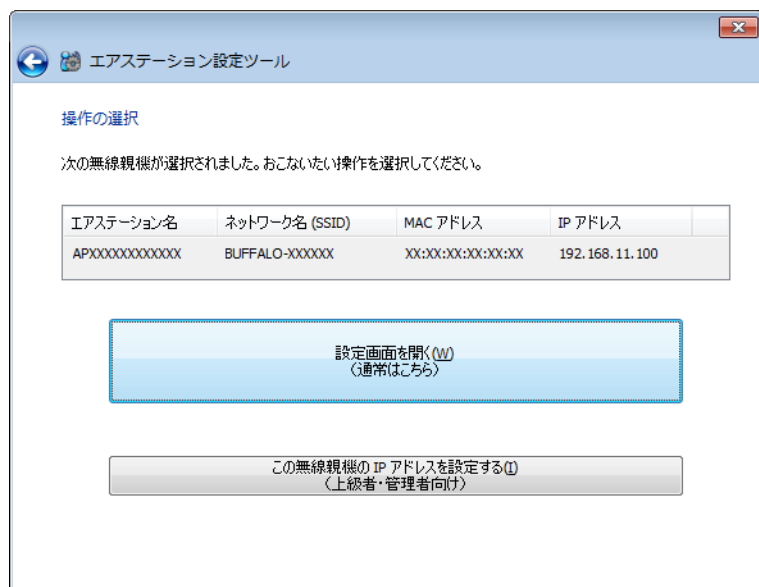 エアステーション設定ツール
操作の選択
次の無線親機が選択されました。おこないたい操作を選択してください。
エアステーション名 ネットワーク名 (SSID) MAC アドレス IP アドレス
APXXXXXXXXXXXX BUFFALO-XXXXXX XX:XX:XX:XX:XX:XX 192.168.11.100
設定画面を開く(W)
(通常はこちら)
この無線親機の IP アドレスを設定する(I)
(上級者・管理者向け)